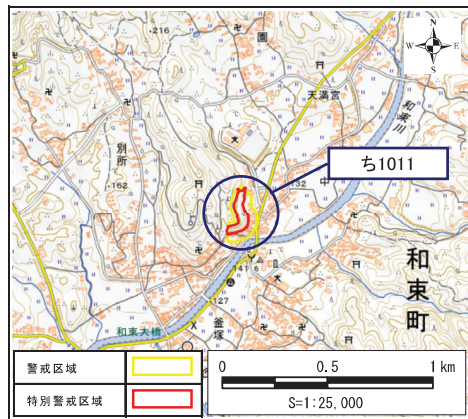 ・216
N
W E
S
天満宮
和束川
別所
ち1011
・162
132
中
和束町
141.6
・127
和束大橋
釜塚
警戒区域
特別警戒区域
0 0.5 1 km
S=1:25,000